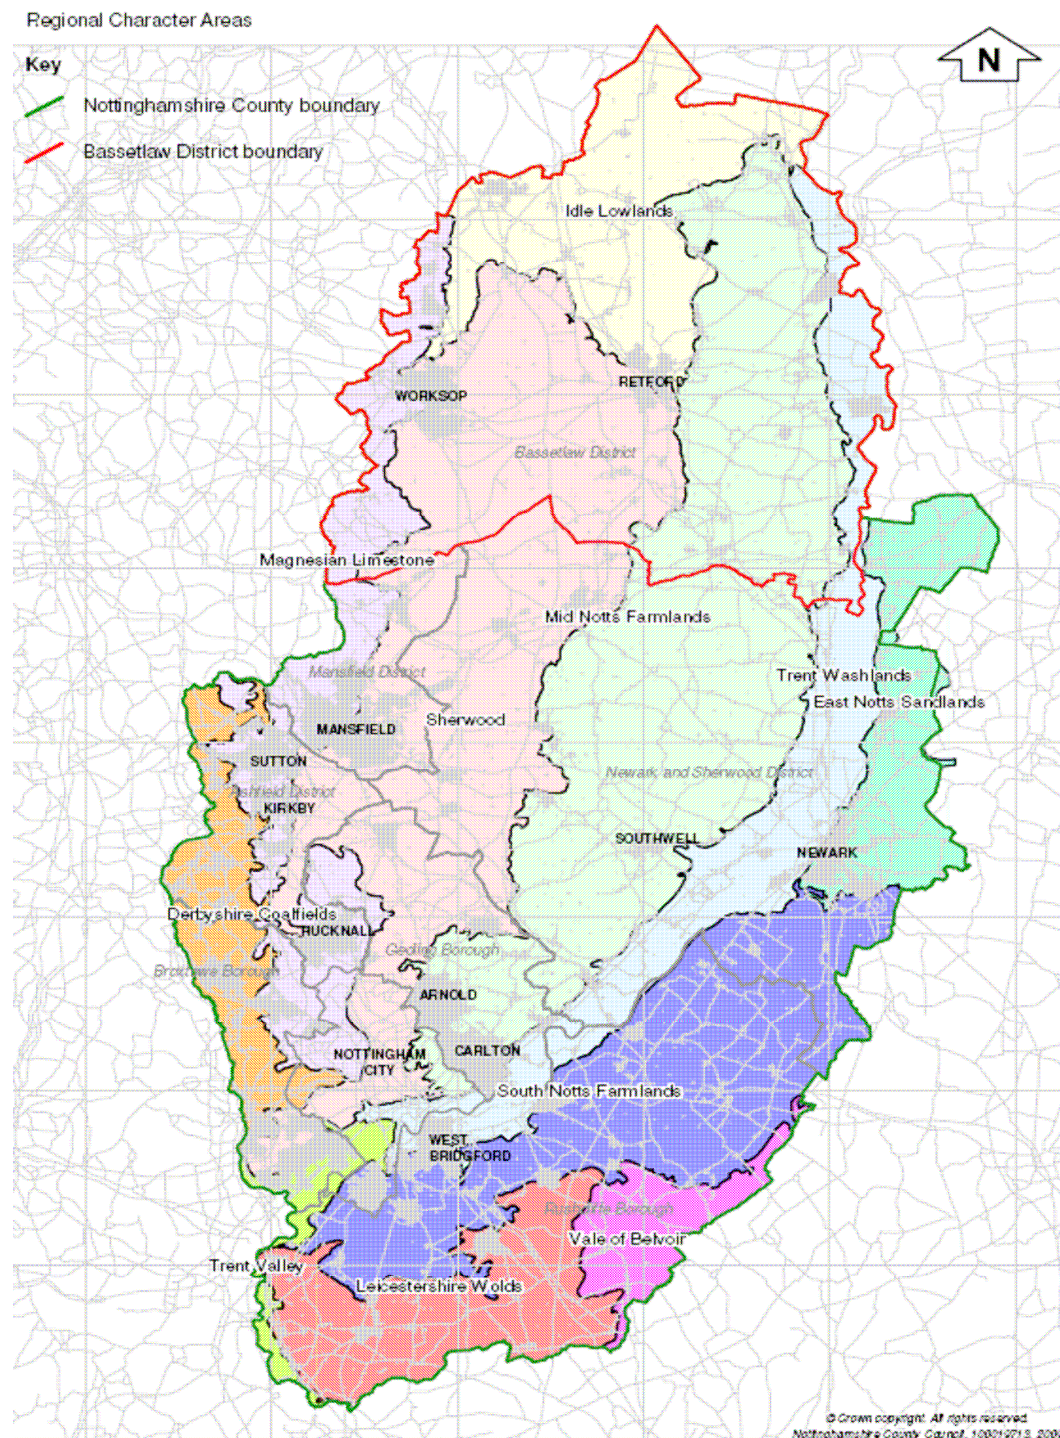 Regional Character Areas
N
Key
Nottinghamshire County boundary
Bassetlaw District boundary
Idle Lowlands
RETFORD
WORKSOP
Bassetlaw District
Magnesian Limestone
Mid Notts Farmlands
Mansfield District
Trent Washlands
East Notts Sandlands
Sherwood
MANSFIELD
SUTTON
Newark and Sherwood District
Ashfield District
KIRKBY
SOUTHWELL
NEWARK
Derbyshire Coalfields
HUCKNALL
Gedling Borough
Broxtowe Borough
ARNOLD
NOTTINGHAM
CITY
CARLTON
South Notts Farmlands
WEST
BRIDGFORD
Borough
Vale of Belvoir
Trent Valley
Leicestershire Wolds
© Crown copyright. All rights reserved.
Nottinghamshire County Council,